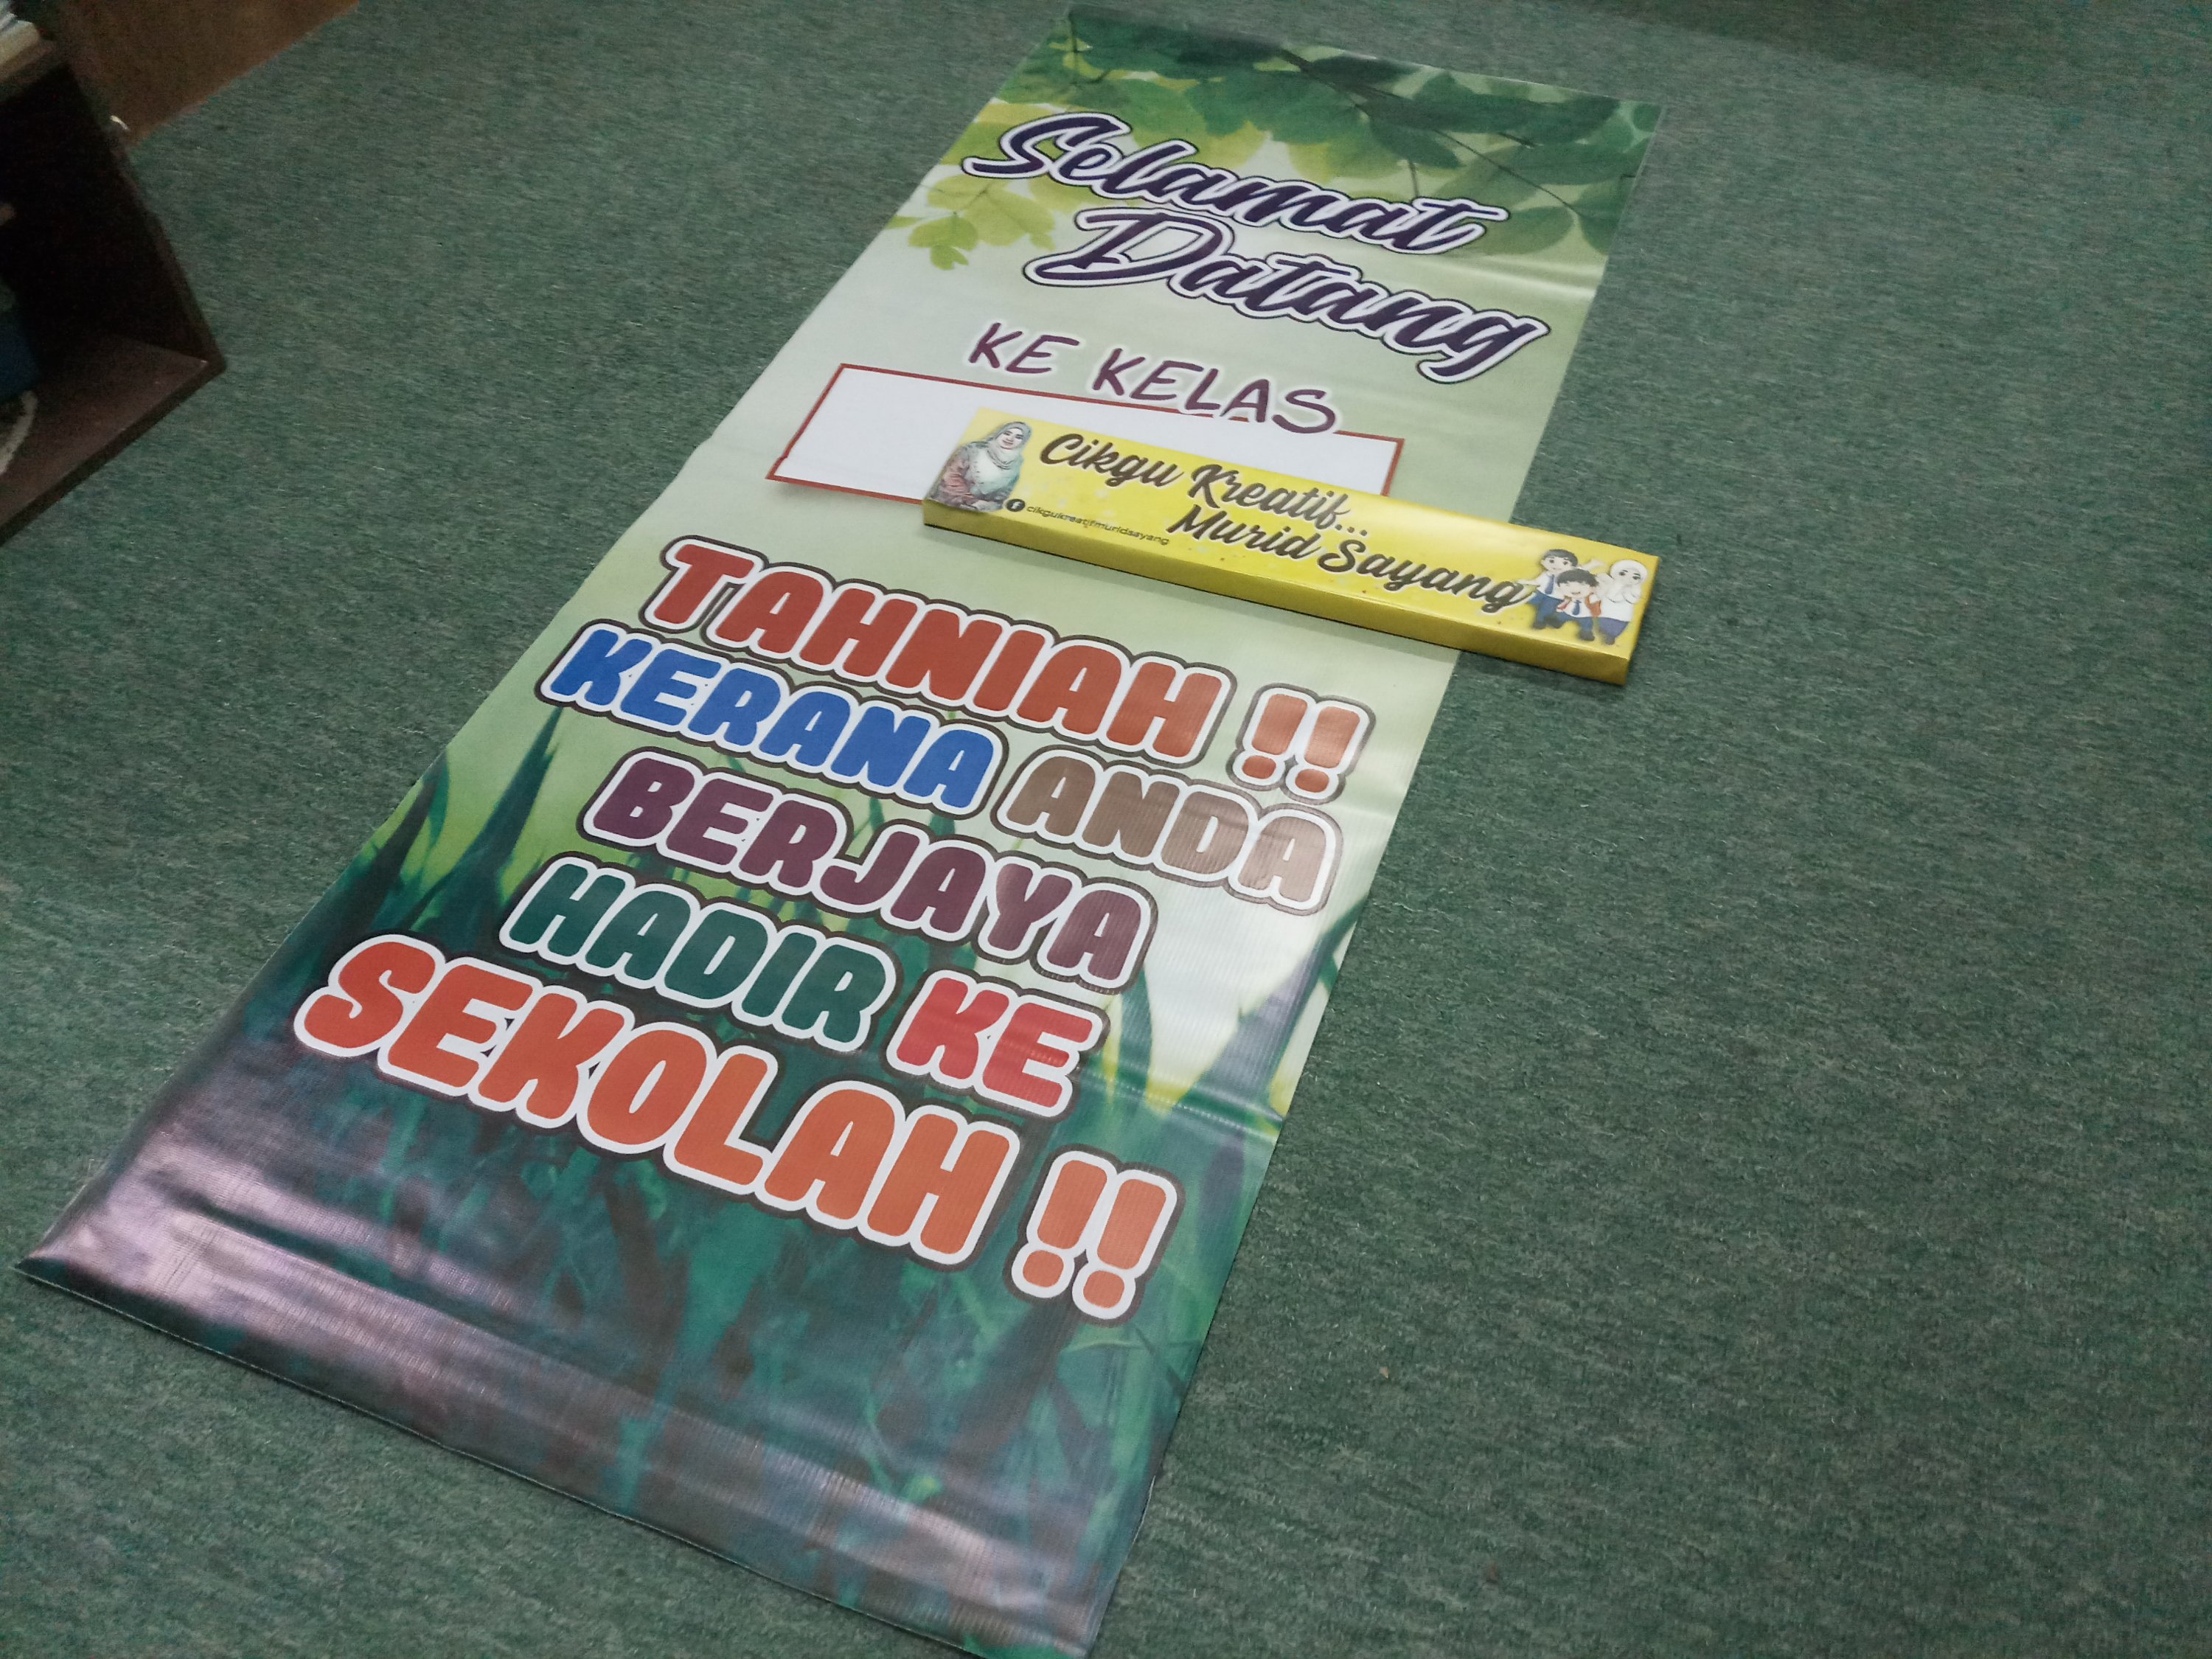 Selamat
Datang
KE KELAS
Cikgu Kreatif...
Murid Sayang
cikgukreatifmuridsayang
TAHNIAH !!
KERANA ANDA
BERJAYA
HADIR KE
SEKOLAH !!